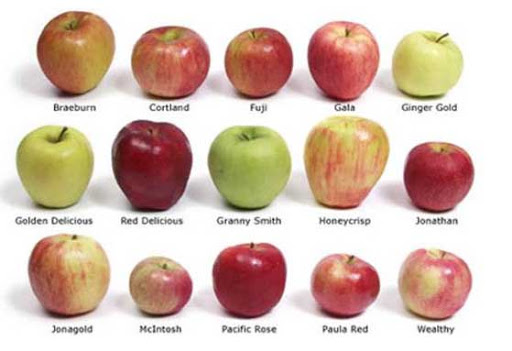 Braeburn Cortland Fuji Gala Ginger Gold
Golden Delicious Red Delicious Granny Smith Honeycrisp Jonathan
Jonagold McIntosh Pacific Rose Paula Red Wealthy